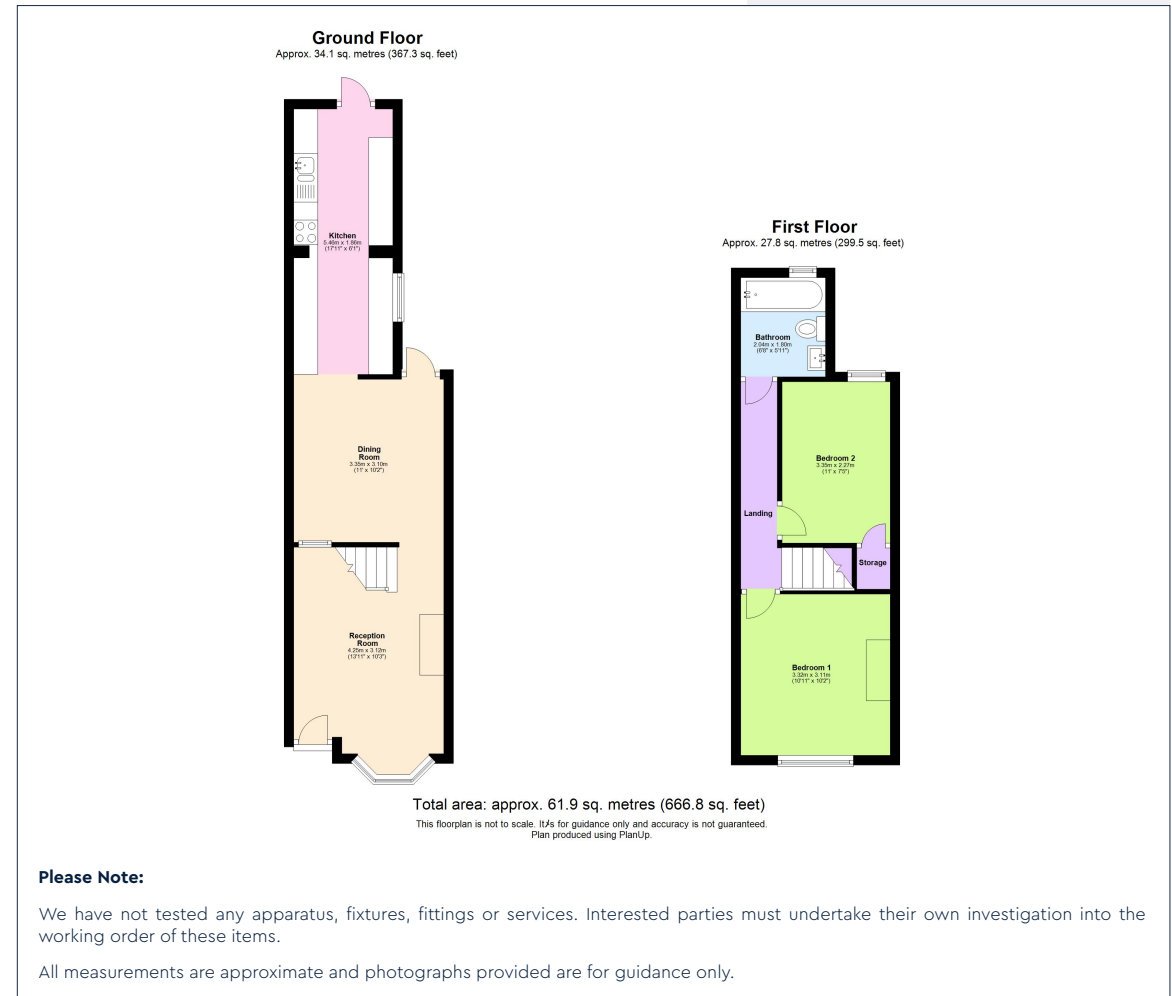 Ground Floor
Approx. 34.1 sq. metres (367.3 sq. feet)
Kitchen
5.46m x 1.86m
(17'11" x 6'1")
Dining
Room
3.35m x 3.10m
(11' x 10'2")
Reception
Room
4.25m x 3.12m
(13'11" x 10'3")
First Floor
Approx. 27.8 sq. metres (299.5 sq. feet)
Bathroom
2.04m x 1.80m
(6'8" x 5'11")
Bedroom 2
3.35m x 2.27m
(11' x 7'5")
Landing
Storage
Bedroom 1
3.32m x 3.11m
(10'11" x 10'2")
Total area: approx. 61.9 sq. metres (666.8 sq. feet)
This floorplan is not to scale. It's for guidance only and accuracy is not guaranteed.
Plan produced using PlanUp.
Please Note:
We have not tested any apparatus, fixtures, fittings or services. Interested parties must undertake their own investigation into the
working order of these items.
All measurements are approximate and photographs provided are for guidance only.